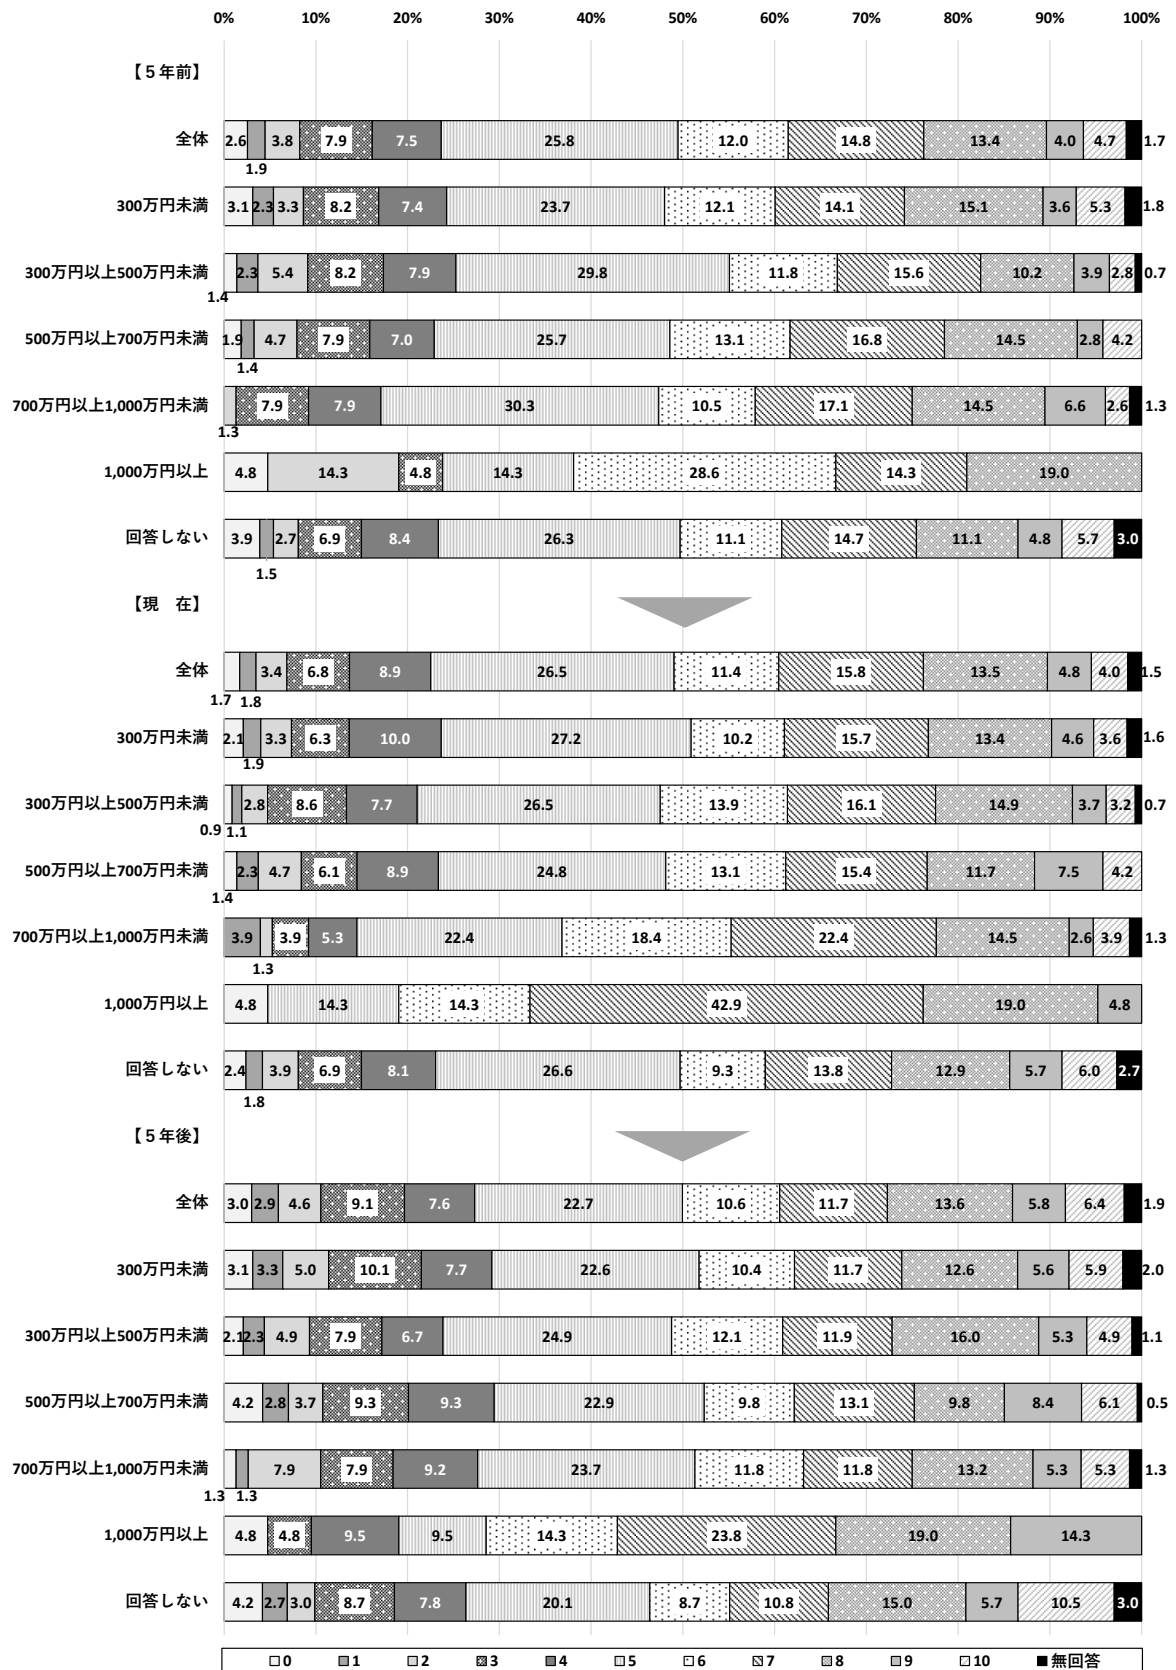 0% 10% 20% 30% 40% 50% 60% 70% 80% 90% 100%
【５年前】
全体 2.6 1.9 3.8 7.9 7.5 25.8 12.0 14.8 13.4 4.0 4.7 1.7
300万円未満 3.1 2.3 3.3 8.2 7.4 23.7 12.1 14.1 15.1 3.6 5.3 1.8
300万円以上500万円未満 1.4 2.3 5.4 8.2 7.9 29.8 11.8 15.6 10.2 3.9 2.8 0.7
500万円以上700万円未満 1.9 1.4 4.7 7.9 7.0 25.7 13.1 16.8 14.5 2.8 4.2
700万円以上1,000万円未満 1.3 7.9 7.9 30.3 10.5 17.1 14.5 6.6 2.6 1.3
1,000万円以上 4.8 14.3 4.8 14.3 28.6 14.3 19.0
回答しない 3.9 1.5 2.7 6.9 8.4 26.3 11.1 14.7 11.1 4.8 5.7 3.0
【現　在】
全体 1.7 1.8 3.4 6.8 8.9 26.5 11.4 15.8 13.5 4.8 4.0 1.5
300万円未満 2.1 1.9 3.3 6.3 10.0 27.2 10.2 15.7 13.4 4.6 3.6 1.6
300万円以上500万円未満 0.9 1.1 2.8 8.6 7.7 26.5 13.9 16.1 14.9 3.7 3.2 0.7
500万円以上700万円未満 1.4 2.3 4.7 6.1 8.9 24.8 13.1 15.4 11.7 7.5 4.2
700万円以上1,000万円未満 3.9 1.3 3.9 5.3 22.4 18.4 22.4 14.5 2.6 3.9 1.3
1,000万円以上 4.8 14.3 14.3 42.9 19.0 4.8
回答しない 2.4 1.8 3.9 6.9 8.1 26.6 9.3 13.8 12.9 5.7 6.0 2.7
【５年後】
全体 3.0 2.9 4.6 9.1 7.6 22.7 10.6 11.7 13.6 5.8 6.4 1.9
300万円未満 3.1 3.3 5.0 10.1 7.7 22.6 10.4 11.7 12.6 5.6 5.9 2.0
300万円以上500万円未満 2.1 2.3 4.9 7.9 6.7 24.9 12.1 11.9 16.0 5.3 4.9 1.1
500万円以上700万円未満 4.2 2.8 3.7 9.3 9.3 22.9 9.8 13.1 9.8 8.4 6.1 0.5
700万円以上1,000万円未満 1.3 1.3 7.9 7.9 9.2 23.7 11.8 11.8 13.2 5.3 5.3 1.3
1,000万円以上 4.8 4.8 9.5 9.5 14.3 23.8 19.0 14.3
回答しない 4.2 2.7 3.0 8.7 7.8 20.1 8.7 10.8 15.0 5.7 10.5 3.0
0 1 2 3 4 5 6 7 8 9 10 無回答